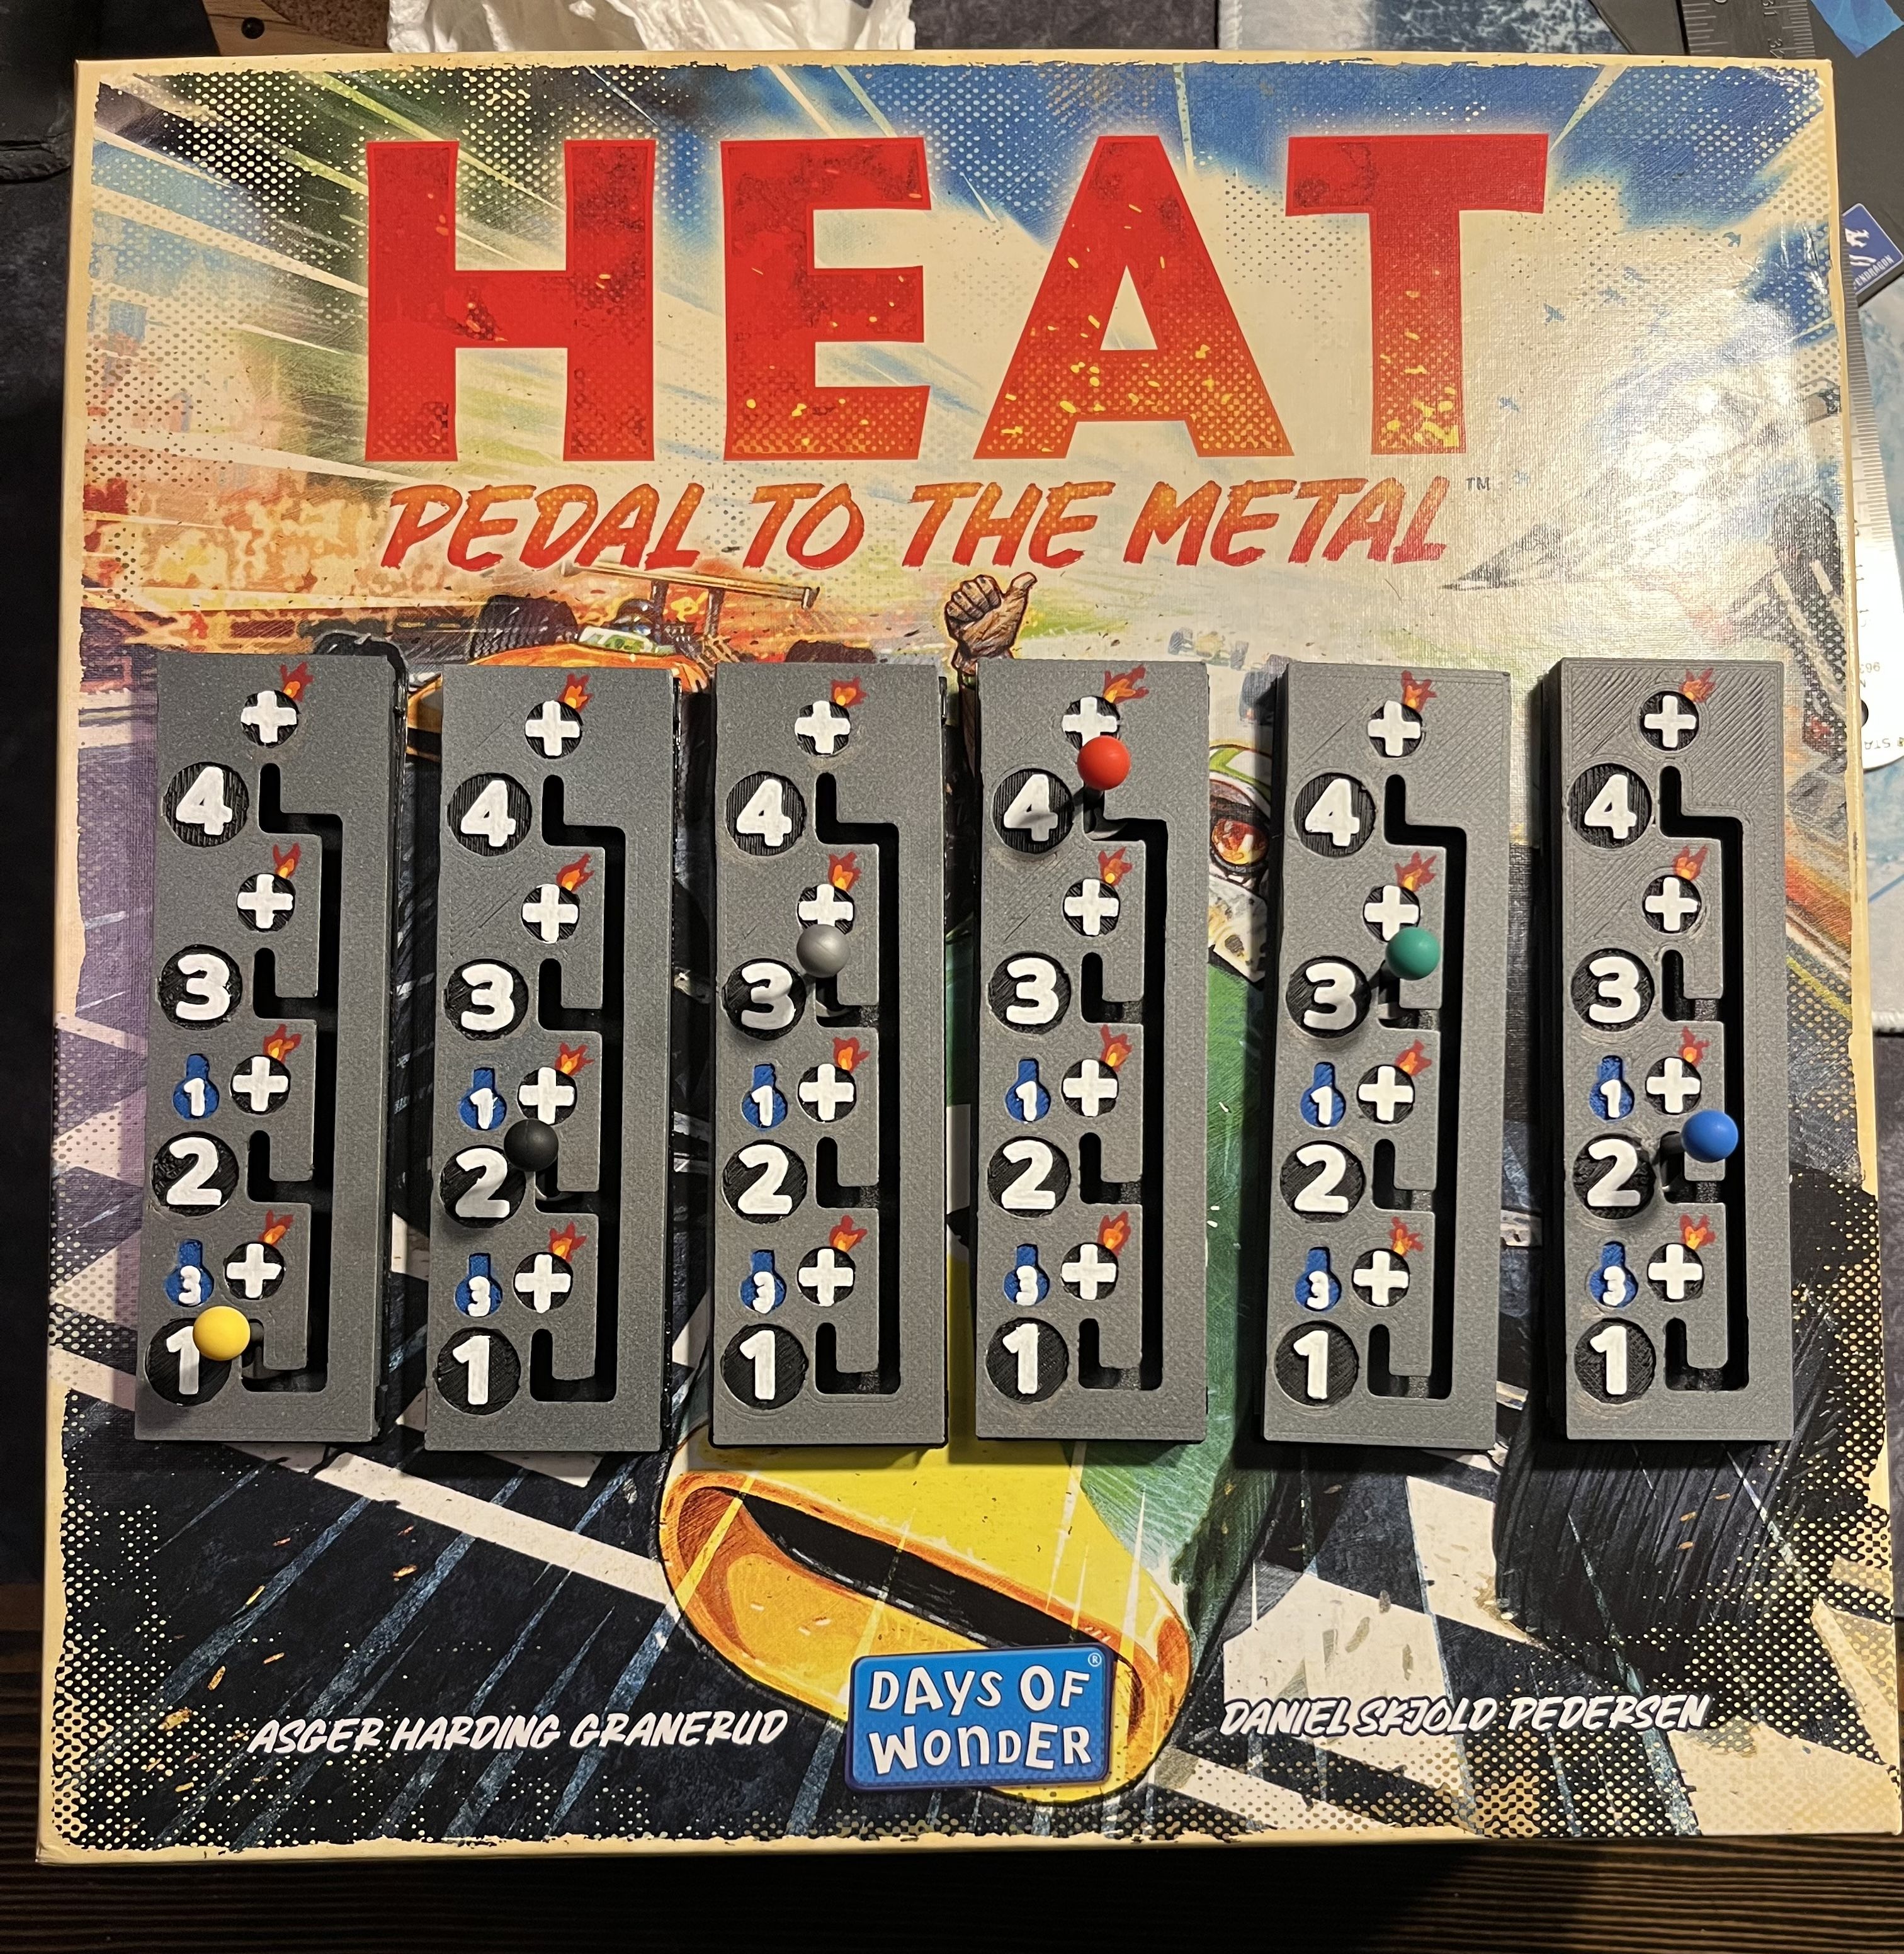 HEAT
PEDAL TO THE METAL™
+ + + + + +
4 4 4 4 4 4
+ + + + + +
3 3 3 3 3 3
1 + 1 + 1 + 1 + 1 + 1 +
2 2 2 2 2 2
3 + 3 + 3 + 3 + 3 + 3 +
1 1 1 1 1 1
ASGER HARDING GRANERUD
DAYS OF
WONDER®
DANIEL SKJOLD PEDERSEN